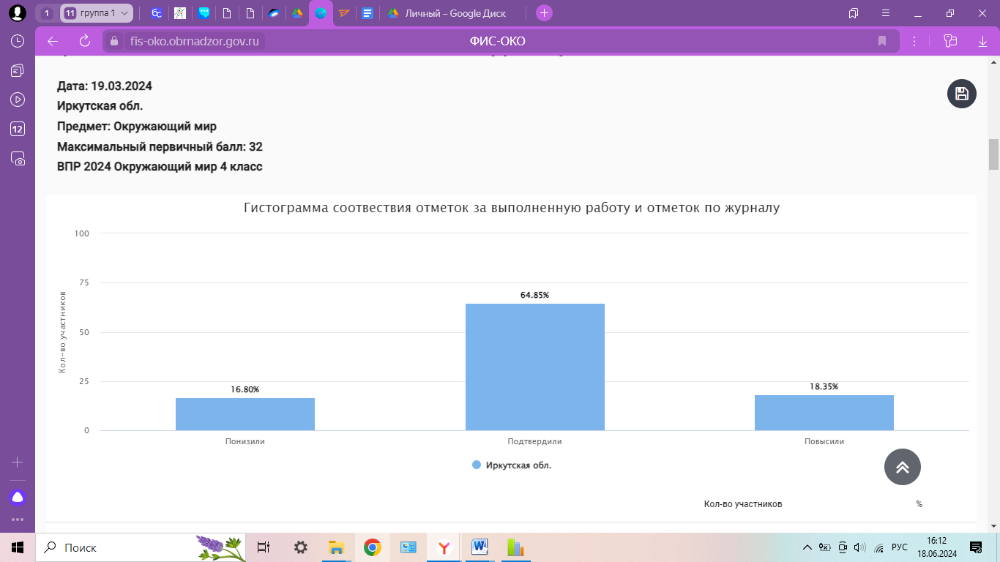 1
11 группа 1
Личный – Google Диск
fis-oko.obrnadzor.gov.ru
ФИС-ОКО
12
Дата: 19.03.2024
Иркутская обл.
Предмет: Окружающий мир
Максимальный первичный балл: 32
ВПР 2024 Окружающий мир 4 класс
Гистограмма соотвествия отметок за выполненную работу и отметок по журналу
Кол-во участников
100
75
50
25
0
16.80%
64.85%
18.35%
Понизили
Подтвердили
Повысили
Иркутская обл.
Кол-во участников %
Поиск
РУС
16:12
18.06.2024